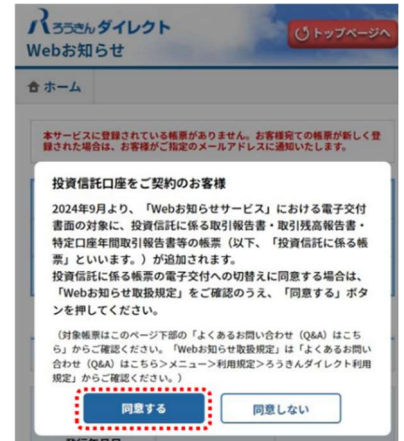 ろうきんダイレクト
Webお知らせ
トップページへ
ホーム
本サービスに登録されている帳票がありません。お客様宛ての帳票が新しく登
録された場合は、お客様がご指定のメールアドレスに通知いたします。
投資信託口座をご契約のお客様
2024年9月より、「Webお知らせサービス」における電子交付
書面の対象に、投資信託に係る取引報告書・取引残高報告書・
特定口座年間取引報告書等の帳票（以下、「投資信託に係る帳
票」といいます。）が追加されます。
投資信託に係る帳票の電子交付への切替えに同意する場合は、
「Webお知らせ取扱規定」をご確認のうえ、「同意する」ボタ
ンを押してください。
（対象帳票はこのページ下部の「よくあるお問い合わせ（Q&A）はこち
ら」からご確認ください。「Webお知らせ取扱規定」は「よくあるお問い
合わせ（Q&A）はこちら＞メニュー＞利用規定＞ろうきんダイレクト利用
規定」からご確認ください。）
同意する
同意しない